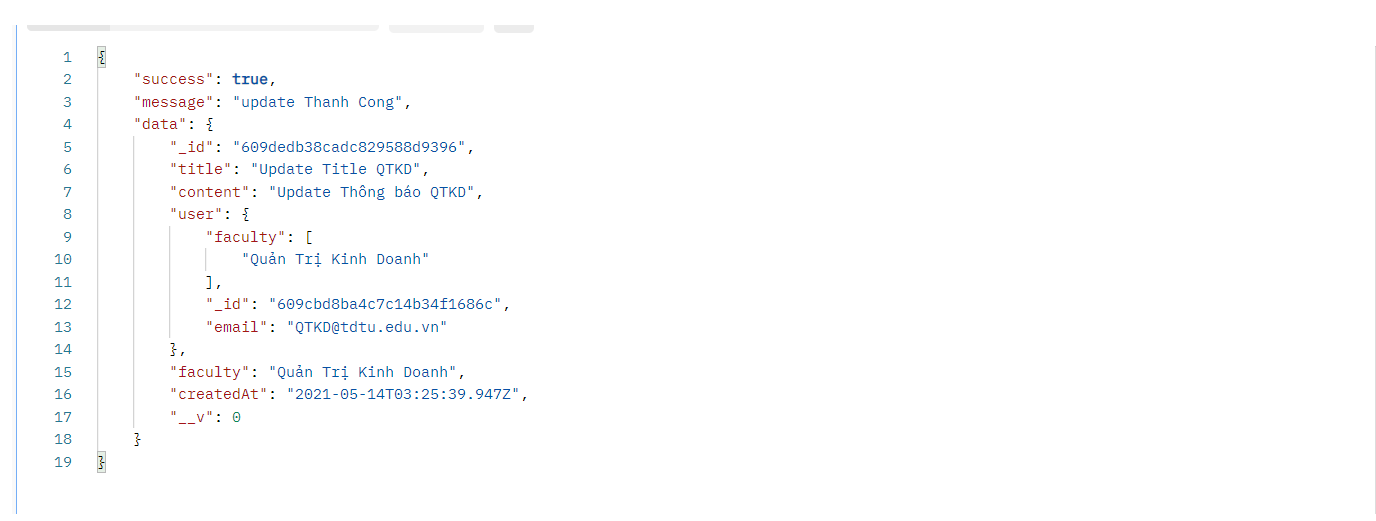 1 {
2 "success": true,
3 "message": "update Thanh Cong",
4 "data": {
5 "_id": "609dedb38cadc829588d9396",
6 "title": "Update Title QTKD",
7 "content": "Update Thông báo QTKD",
8 "user": {
9 "faculty": [
10 "Quản Trị Kinh Doanh"
11 ],
12 "_id": "609cbd8ba4c7c14b34f1686c",
13 "email": "QTKD@tdtu.edu.vn"
14 },
15 "faculty": "Quản Trị Kinh Doanh",
16 "createdAt": "2021-05-14T03:25:39.947Z",
17 "__v": 0
18 }
19 }